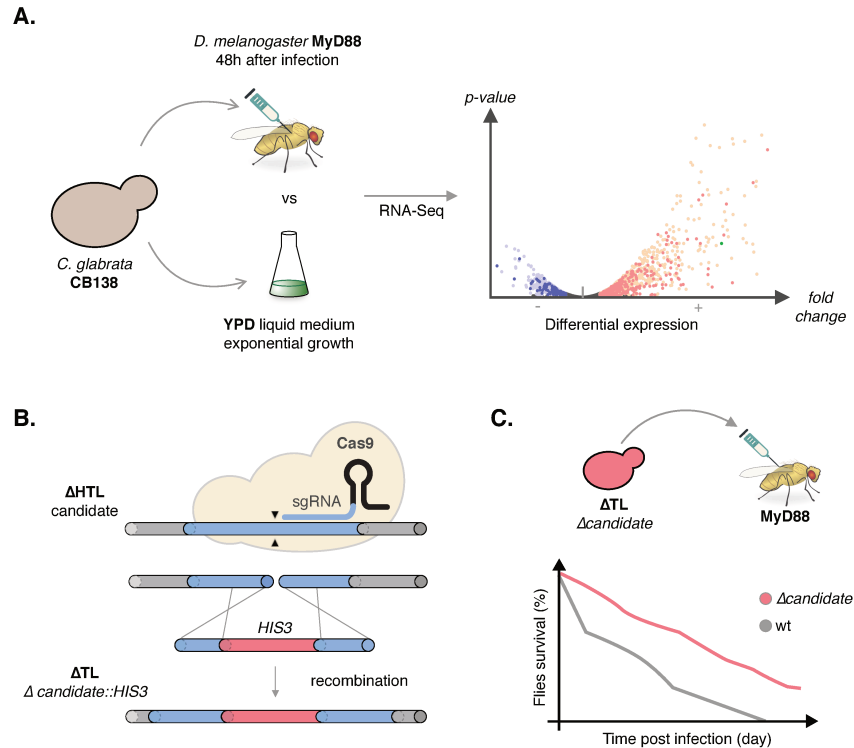 A.
D. melanogaster MyD88
48h after infection
vs
C. glabrata
CB138
YPD liquid medium
exponential growth
RNA-Seq
p-value
fold
change
-
+
Differential expression
B.
ΔHTL
candidate
Cas9
sgRNA
HIS3
ΔTL
Δ candidate::HIS3
recombination
C.
ΔTL
Δcandidate
MyD88
Flies survival (%)
Δcandidate
wt
Time post infection (day)